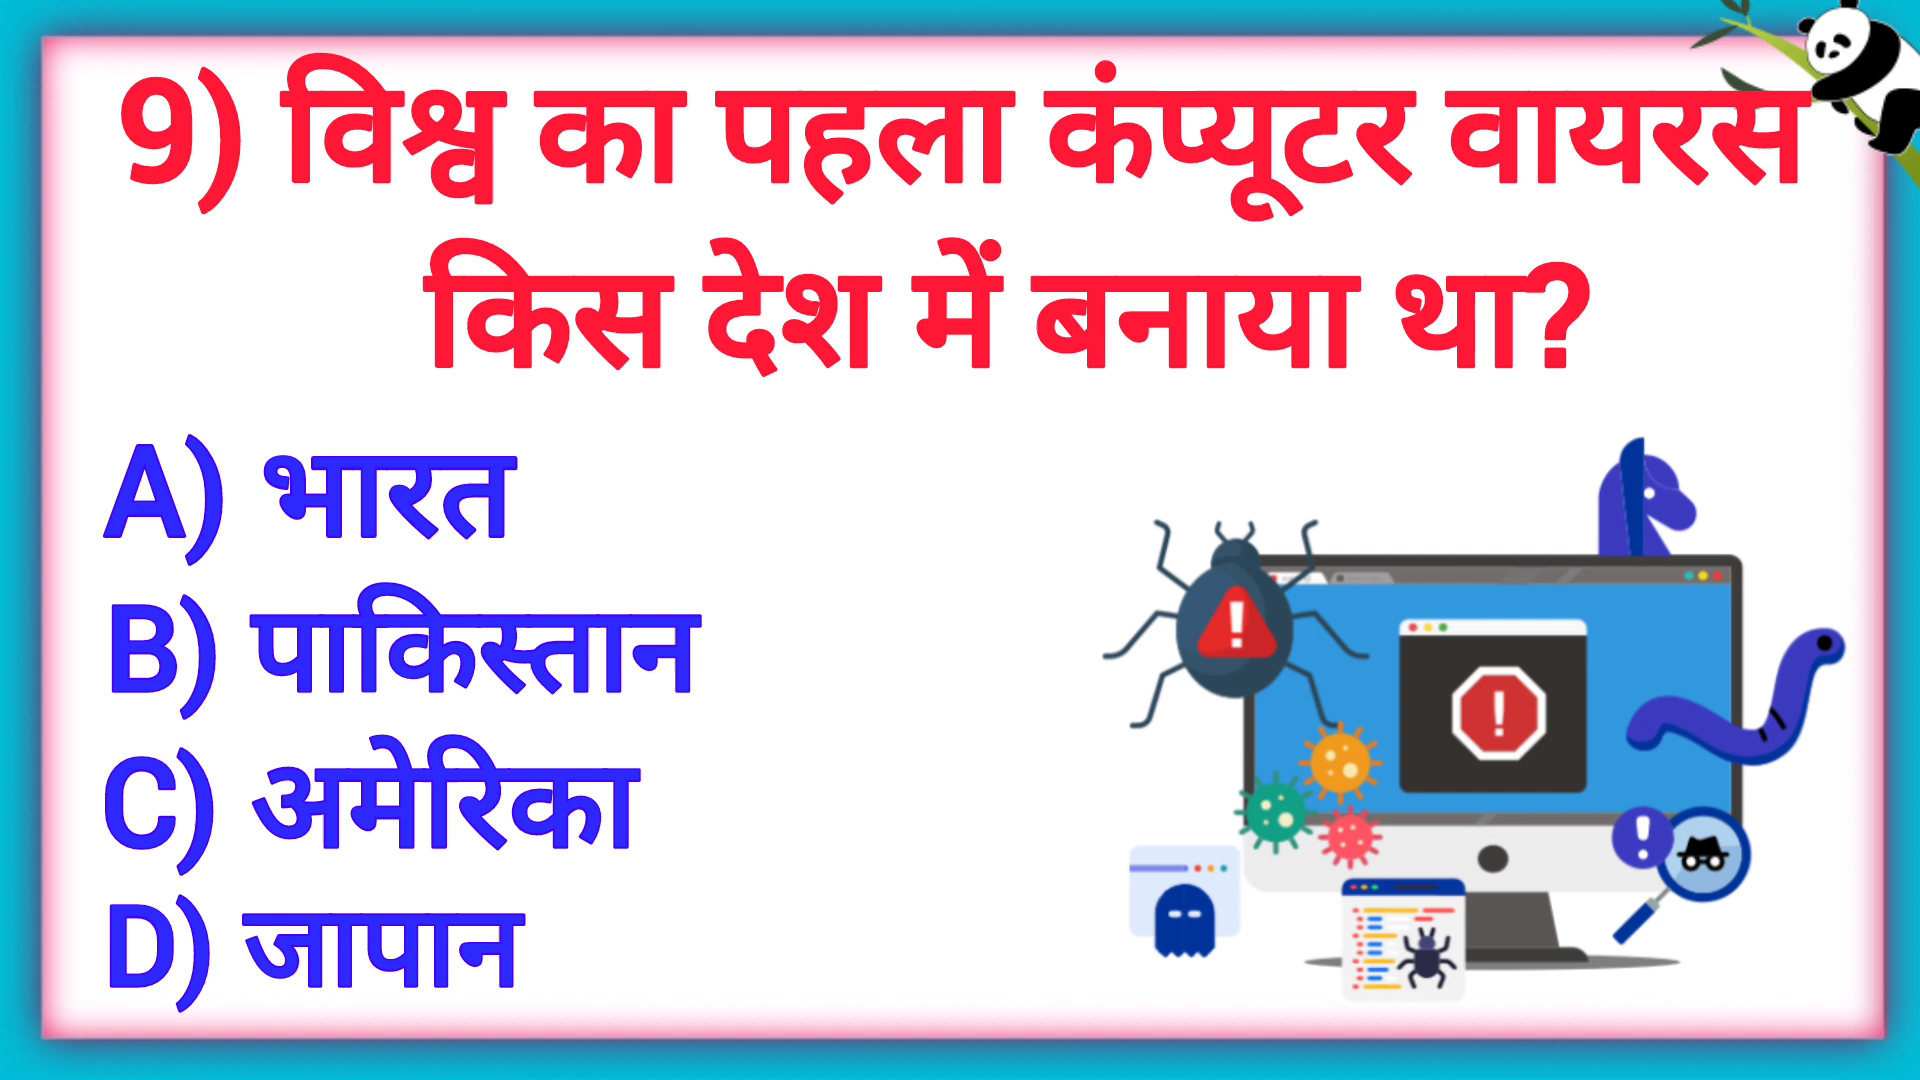 9) विश्व का पहला कंप्यूटर वायरस
किस देश में बनाया था?
A) भारत
B) पाकिस्तान
C) अमेरिका
D) जापान